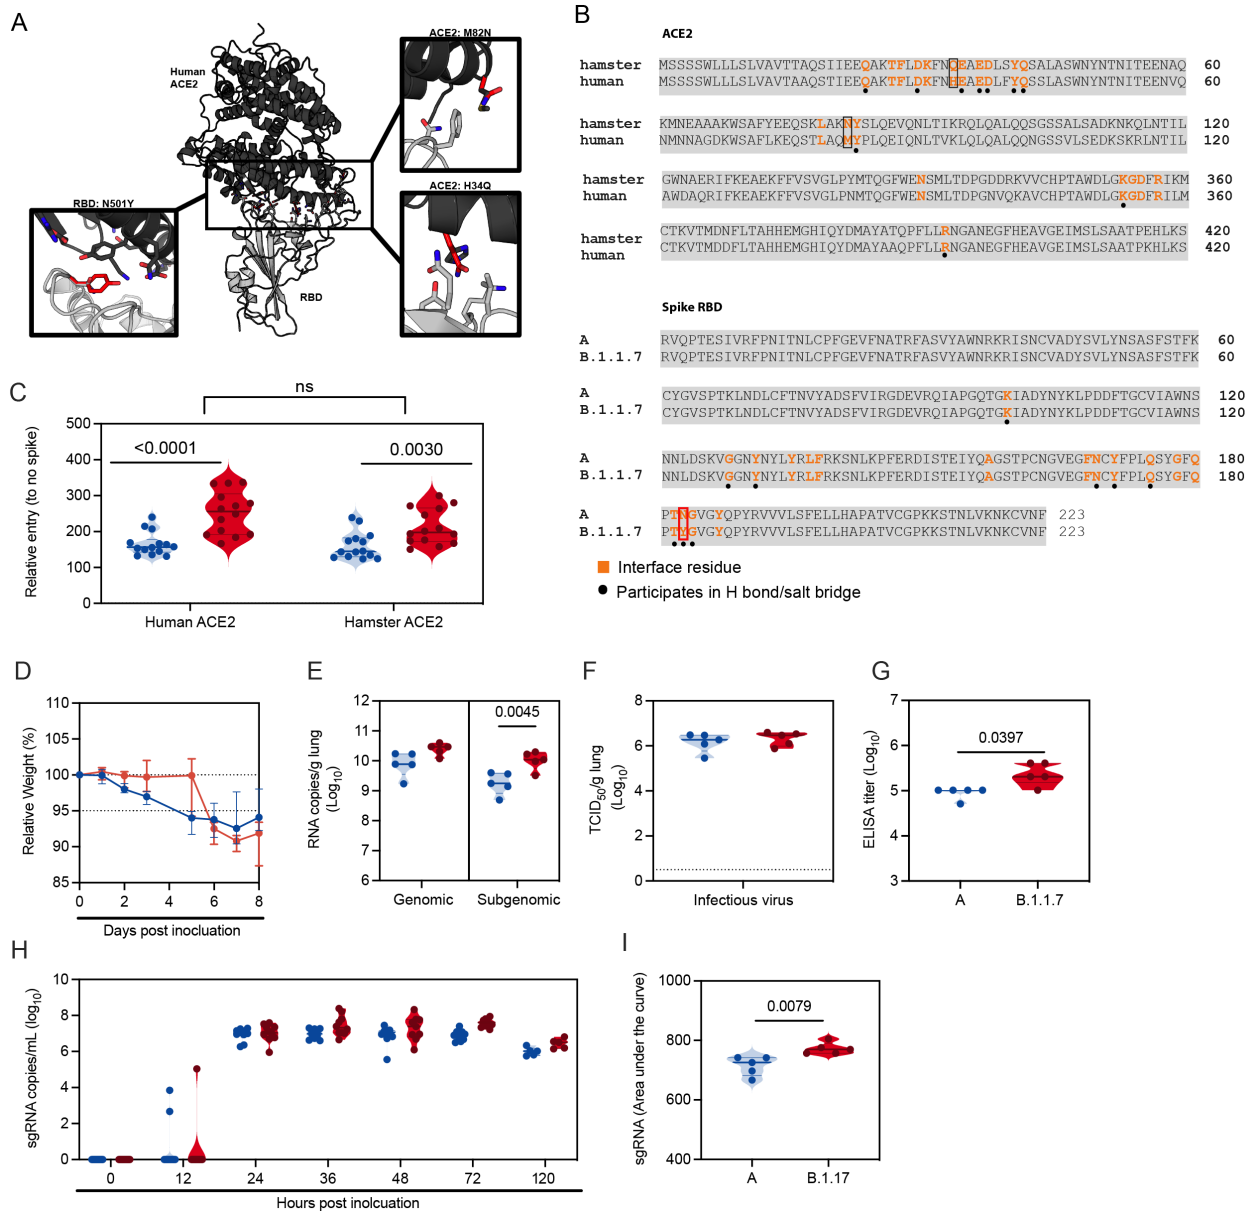 A
Human
ACE2
ACE2: M82N
RBD: N501Y
ACE2: H34Q
RBD
B
ACE2
hamster MSSSSWLLLSLVAVTTAQSIIEEQAKTFLDKFNQEAEDLSYQSSLASWNYNTNITEENAQ 60
human MSSSSWLLLSLVAVTAAQSTIEEQAKTFLDKFNHEAEDLFYQSSLASWNYNTNITEENVQ 60
hamster KMNEAAAKWSAFYEEQSKLAKNYSLQEVQNLTIKRQLQALQQSGSSALSADKNKQLNTIL 120
human NMNNAGDKWSAFLKEQSTLAQMYPLQEIQNLTVKLQLQALQQNGSSVLSEDKSKRLNTIL 120
hamster GWNAERIFKEAEKFFVSVGLPYMTQGFWENSMLTDPGDDRKVVCHPTAWDLGKGDFRIKM 360
human AWDAQRIFKEAEKFFVSVGLPNMTQGFWENSMLTDPGNVQKAVCHPTAWDLGKGDFRILM 360
hamster CTKVTMDNFLTAHHEMGHIQYDMAYATQPFLLRNGANEGFHEAVGEIMSLSAATPEHLKS 420
human CTKVTMDDFLTAHHEMGHIQYDMAYAAQPFLLRNGANEGFHEAVGEIMSLSAATPKHLKS 420
Spike RBD
A RVQPTESIVRFPNITNLCPFGEVFNATRFASVYAWNRKRISNCVADYSVLYNSASFSTFK 60
B.1.1.7 RVQPTESIVRFPNITNLCPFGEVFNATRFASVYAWNRKRISNCVADYSVLYNSASFSTFK 60
A CYGVSPTKLNDLCFTNVYADSFVIRGDEVRQIAPGQTGKIADYNYKLPDDFTGCVIAWNS 120
B.1.1.7 CYGVSPTKLNDLCFTNVYADSFVIRGDEVRQIAPGQTGKIADYNYKLPDDFTGCVIAWNS 120
A NNLDSKVGGNYNYLYRLFRKSNLKPFERDISTEIYQAGSTPCNGVEGFNCYFPLQSYGFQ 180
B.1.1.7 NNLDSKVGGNYNYLYRLFRKSNLKPFERDISTEIYQAGSTPCNGVEGFNCYFPLQSYGFQ 180
A PTNGVGYQPYRVVVLSFELLHAPATVCGPKKSTNLVKNKCVNF 223
B.1.1.7 PTYGVGYQPYRVVVLSFELLHAPATVCGPKKSTNLVKNKCVNF 223
Interface residue
Participates in H bond/salt bridge
C
ns
<0.0001
0.0030
Relative entry (to no spike)
500
400
300
200
100
0
Human ACE2
Hamster ACE2
D
Relative Weight (%)
110
105
100
95
90
85
0 2 4 6 8
Days post inocluation
E
RNA copies/g lung
(Log10)
12
11
10
9
8
7
6
0.0045
Genomic
Subgenomic
F
TCID50/g lung
(Log10)
8
6
4
2
0
Infectious virus
G
ELISA titer (Log10)
7
6
5
4
3
0.0397
A
B.1.1.7
H
sgRNA copies/mL (log10)
10
8
6
4
2
0
0 12 24 36 48 72 120
Hours post inolcuation
I
sgRNA (Area under the curve)
1000
800
600
400
0.0079
A
B.1.17